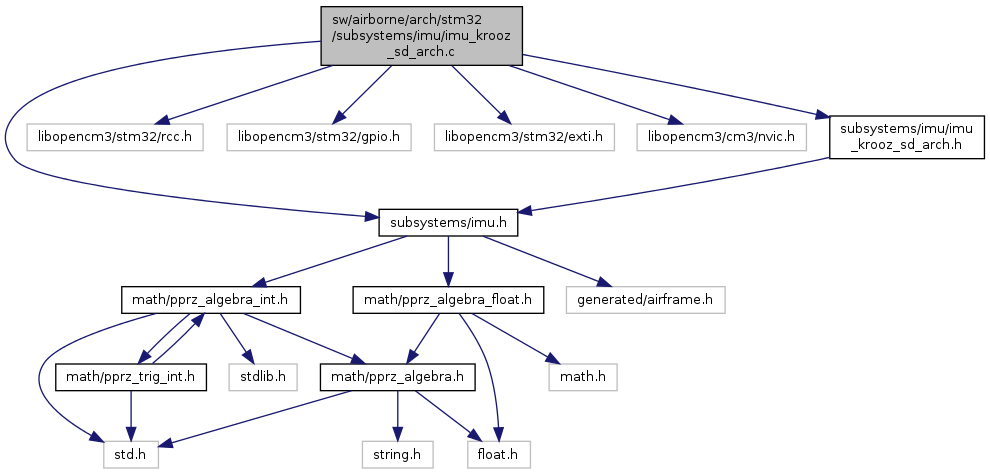 sw/airborne/arch/stm32
/subsystems/imu/imu_krooz
_sd_arch.c
libopencm3/stm32/rcc.h
libopencm3/stm32/gpio.h
libopencm3/stm32/exti.h
libopencm3/cm3/nvic.h
subsystems/imu/imu
_krooz_sd_arch.h
subsystems/imu.h
math/pprz_algebra_int.h
math/pprz_algebra_float.h
generated/airframe.h
math/pprz_trig_int.h
stdlib.h
math/pprz_algebra.h
math.h
std.h
string.h
float.h